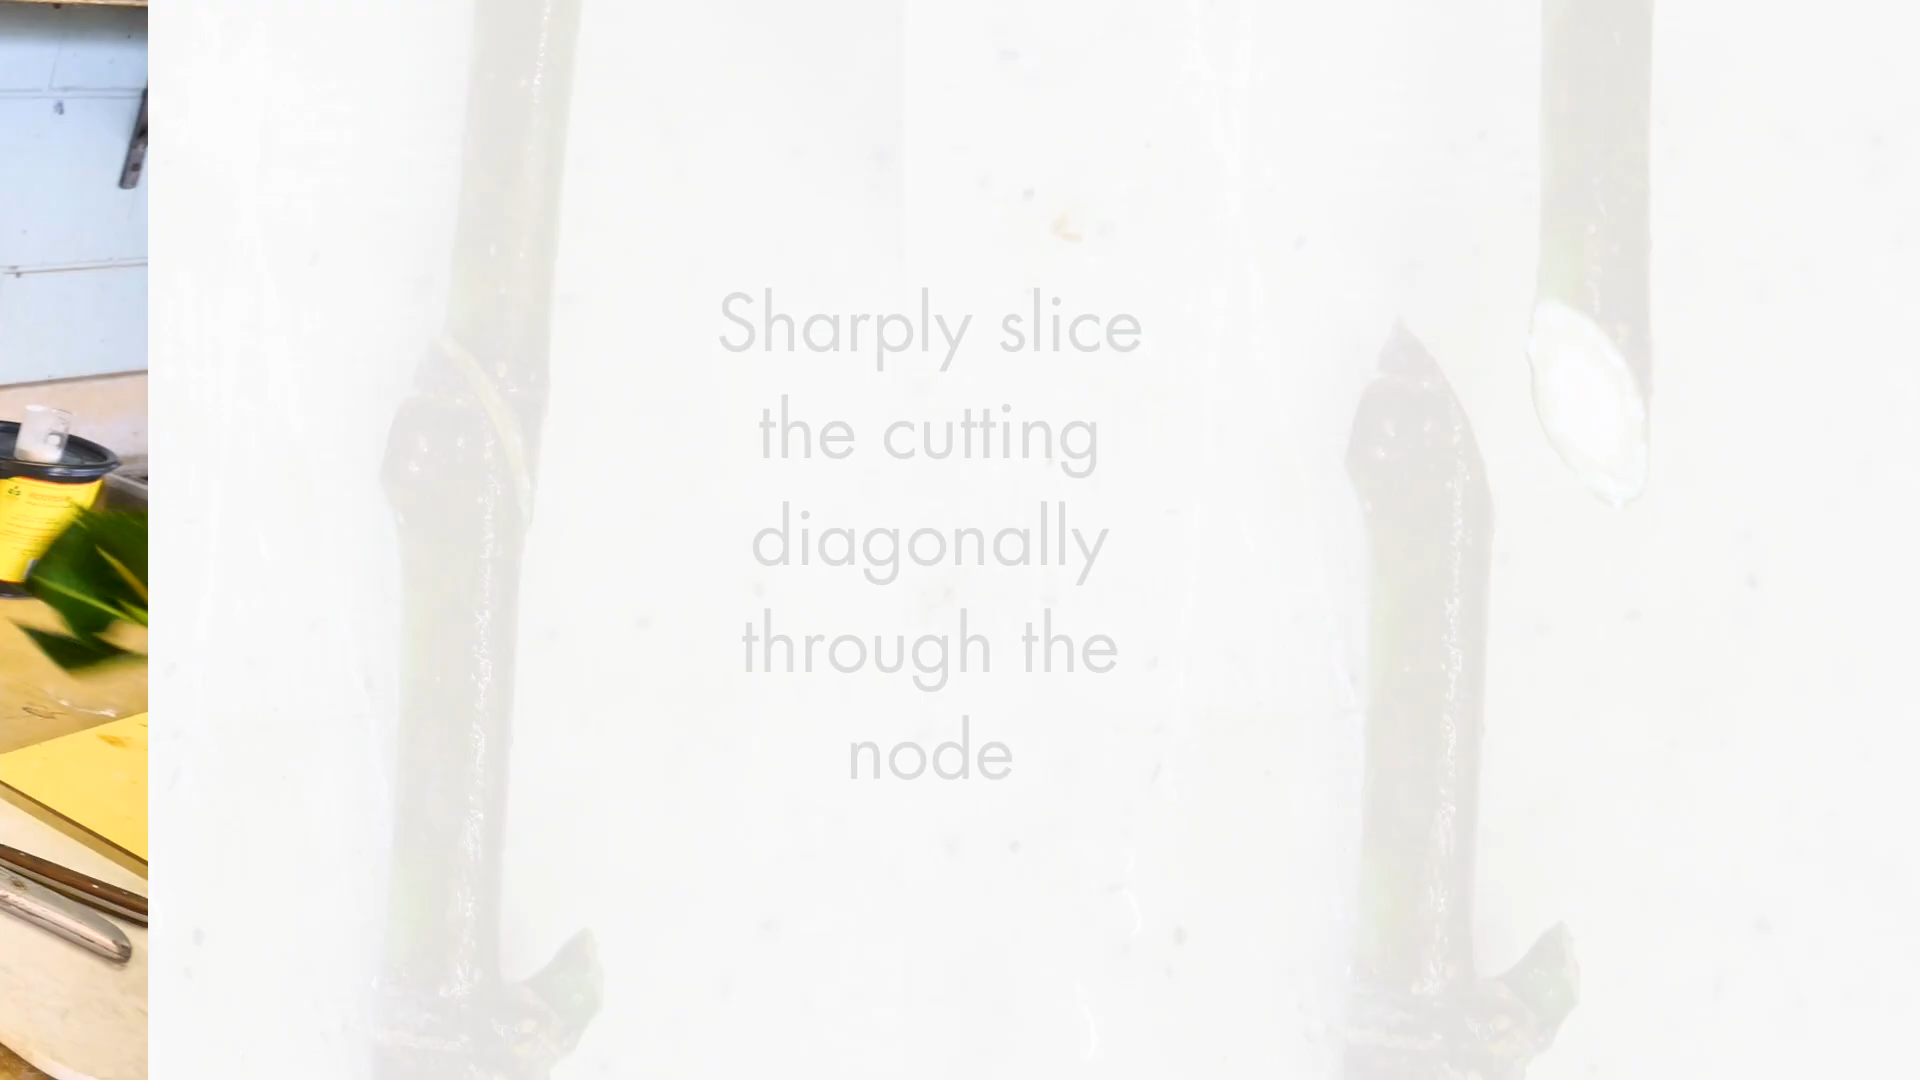 Sharply slice
the cutting
diagonally
through the
node